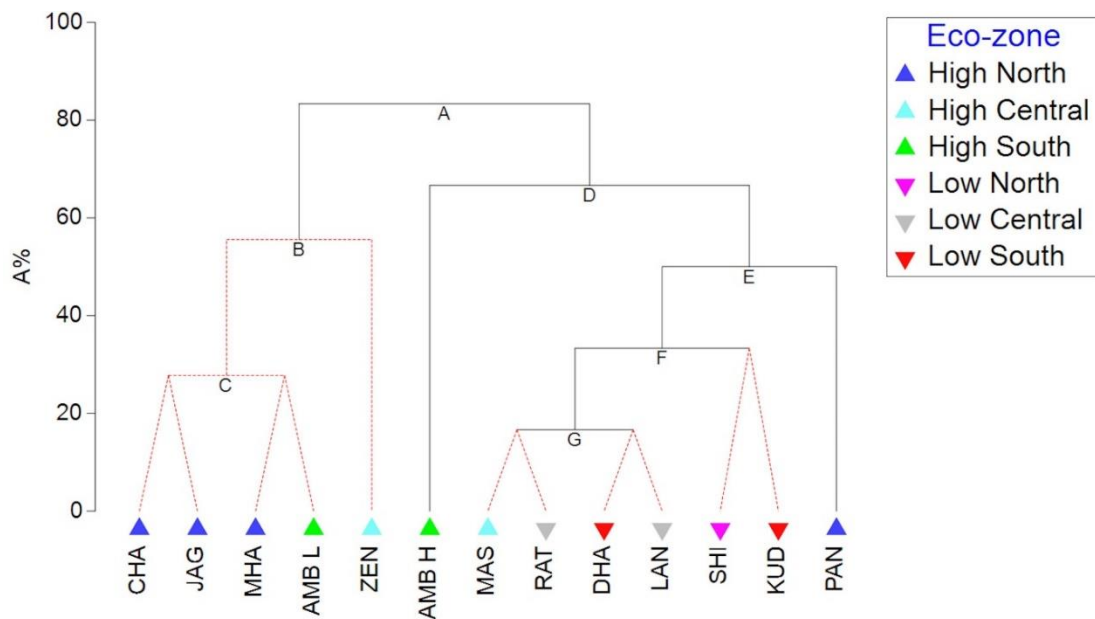 100
80
60
40
20
0
A%
A
B
C
D
E
F
G
CHA
JAG
MHA
AMB L
ZEN
AMB H
MAS
RAT
DHA
LAN
SHI
KUD
PAN
Eco-zone
High North
High Central
High South
Low North
Low Central
Low South